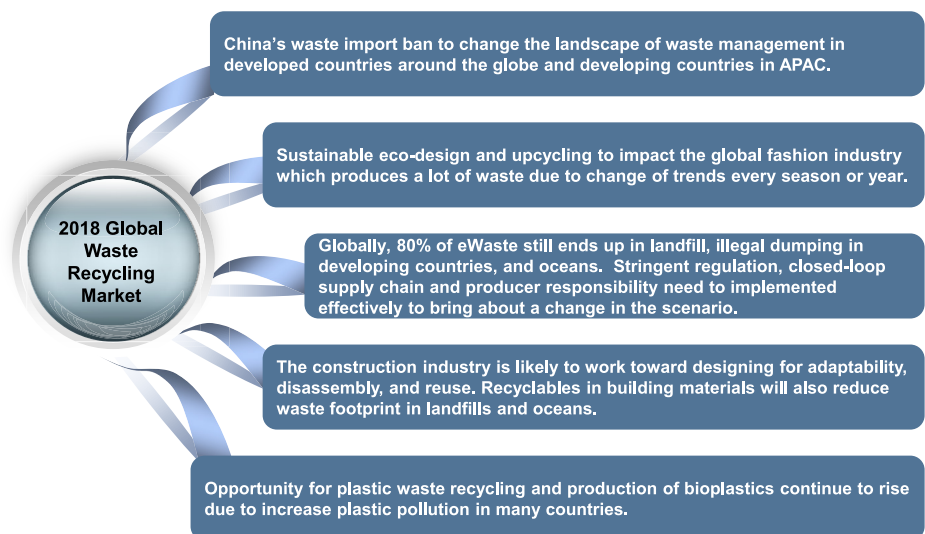 China's waste import ban to change the landscape of waste management in
developed countries around the globe and developing countries in APAC.
Sustainable eco-design and upcycling to impact the global fashion industry
which produces a lot of waste due to change of trends every season or year.
2018 Global
Waste
Recycling
Market
Globally, 80% of eWaste still ends up in landfill, illegal dumping in
developing countries, and oceans.  Stringent regulation, closed-loop
supply chain and producer responsibility need to implemented
effectively to bring about a change in the scenario.
The construction industry is likely to work toward designing for adaptability,
disassembly, and reuse. Recyclables in building materials will also reduce
waste footprint in landfills and oceans.
Opportunity for plastic waste recycling and production of bioplastics continue to rise
due to increase plastic pollution in many countries.